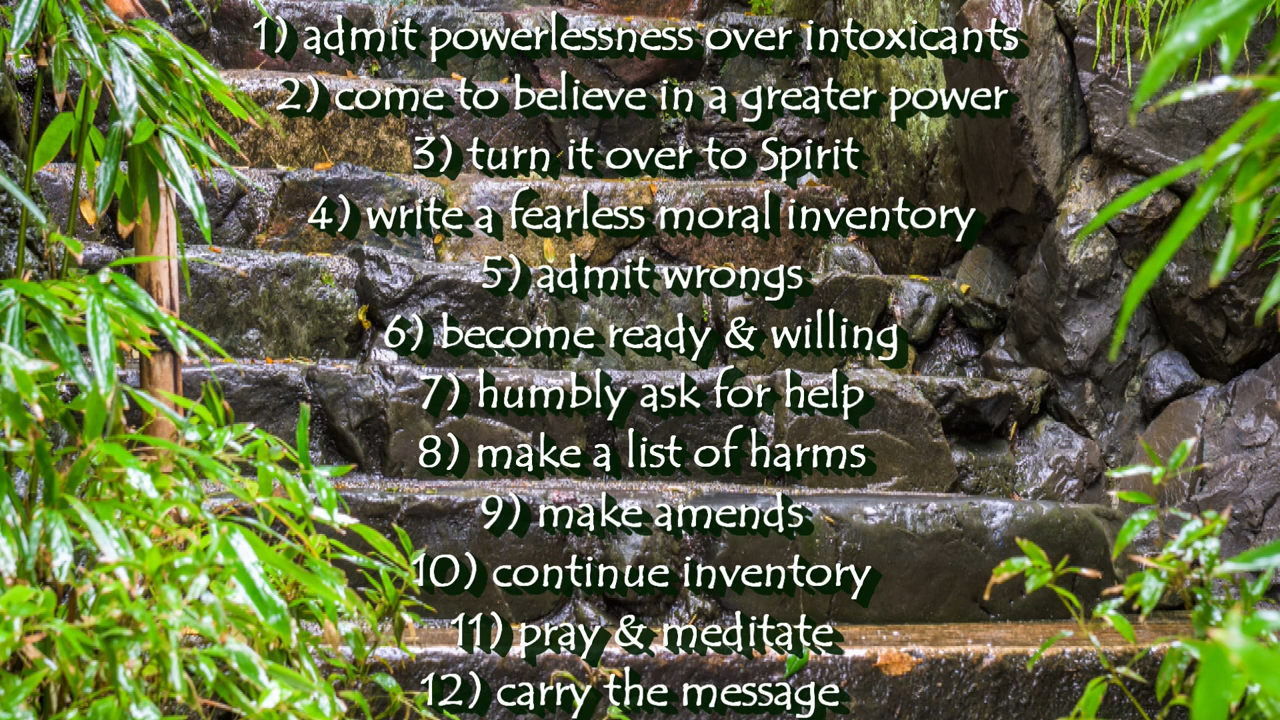 1) admit powerlessness over intoxicants
2) come to believe in a greater power
3) turn it over to Spirit
4) write a fearless moral inventory
5) admit wrongs
6) become ready & willing
7) humbly ask for help
8) make a list of harms
9) make amends
10) continue inventory
11) pray & meditate
12) carry the message